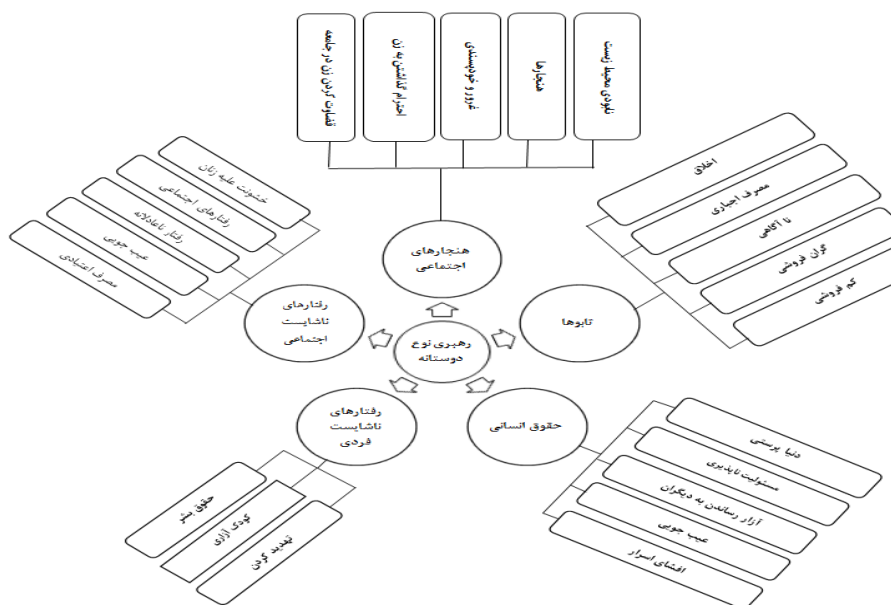 نابودی محیط زیست
هنجارها
غرور و خودپسندی
احترام گذاشتن به زن
قضاوت کردن زن در جامعه
هنجارهای
اجتماعی
اخلاق
مصرف اجباری
نا آگاهی
گران فروشی
کم فروشی
تابوها
خشونت علیه زنان
رفتارهای اجتماعی
رفتار ناعادلانه
عیب جویی
مصرف اعتیادی
رفتارهای
ناشایست
اجتماعی
رهبری نوع
دوستانه
حقوق انسانی
دنیا پرستی
مسئولیت ناپذیری
آزار رساندن به دیگران
عیب جویی
افشای اسرار
رفتارهای
ناشایست
فردی
حقوق بشر
کودک آزاری
تهدید کردن